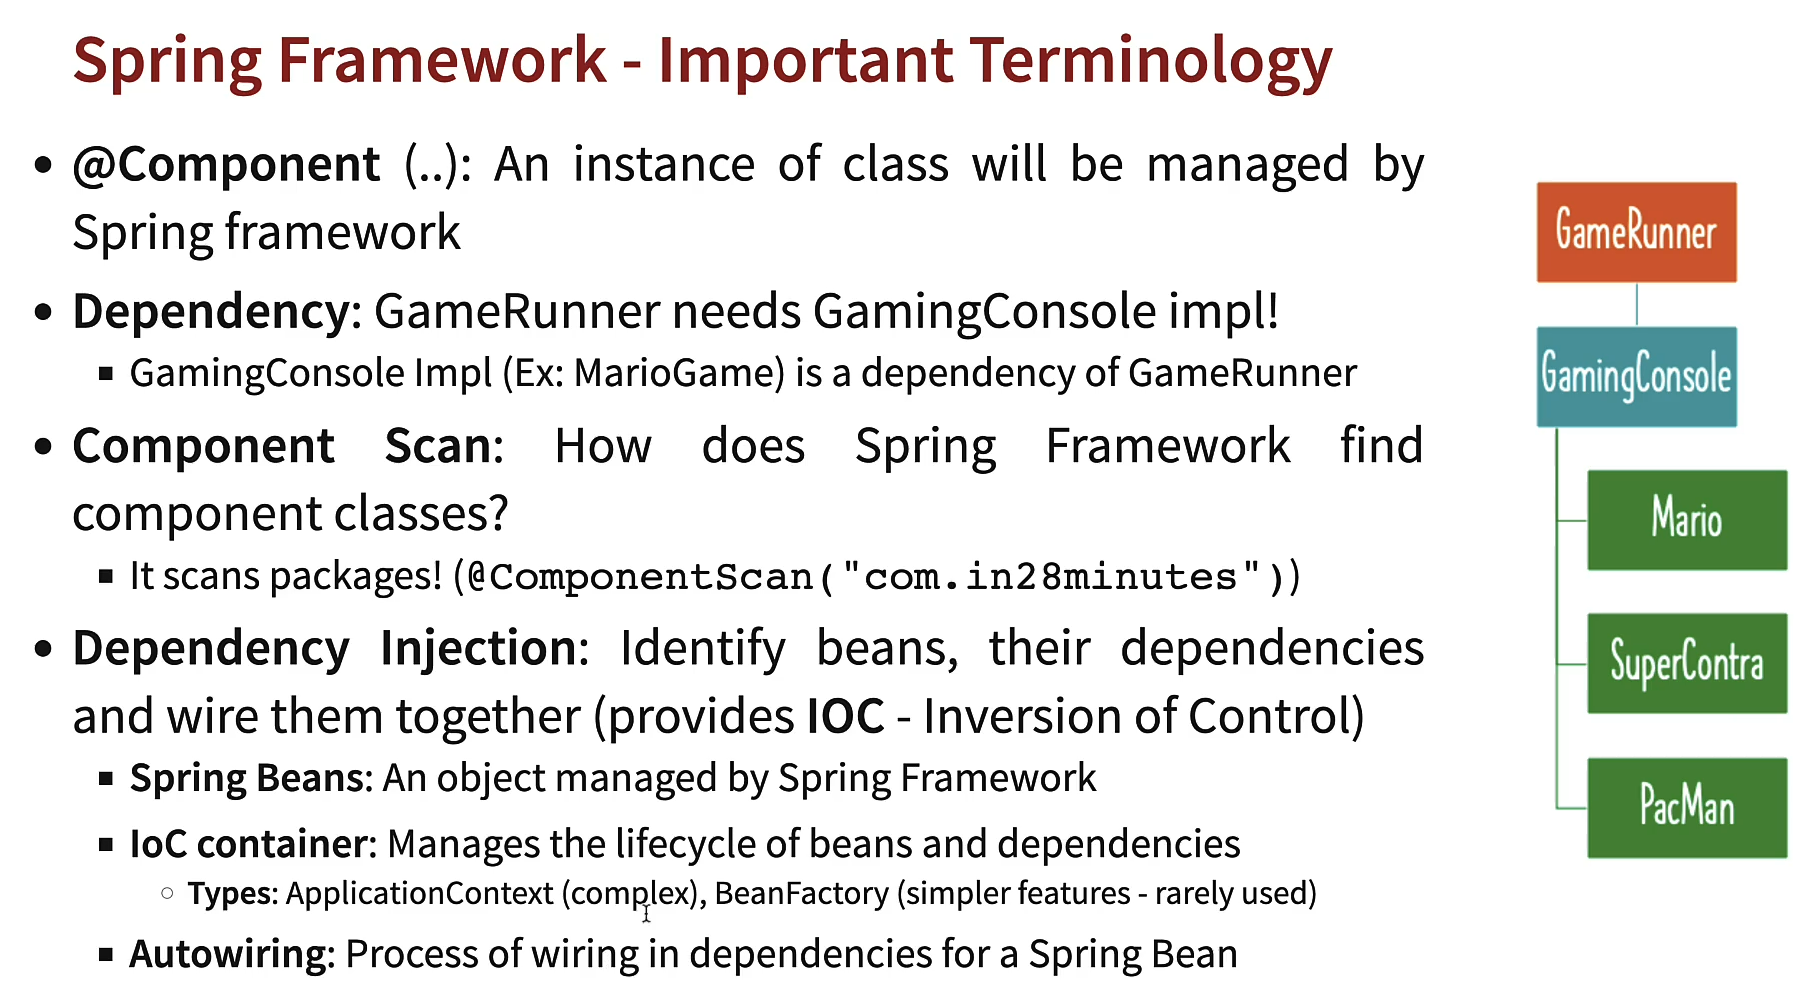 Spring Framework - Important Terminology
• @Component (..): An instance of class will be managed by
Spring framework
• Dependency: GameRunner needs GamingConsole impl!
▪ GamingConsole Impl (Ex: MarioGame) is a dependency of GameRunner
• Component Scan: How does Spring Framework find
component classes?
▪ It scans packages! (@ComponentScan("com.in28minutes"))
• Dependency Injection: Identify beans, their dependencies
and wire them together (provides IOC - Inversion of Control)
▪ Spring Beans: An object managed by Spring Framework
▪ IoC container: Manages the lifecycle of beans and dependencies
○ Types: ApplicationContext (complex), BeanFactory (simpler features - rarely used)
▪ Autowiring: Process of wiring in dependencies for a Spring Bean
GameRunner
GamingConsole
Mario
SuperContra
PacMan